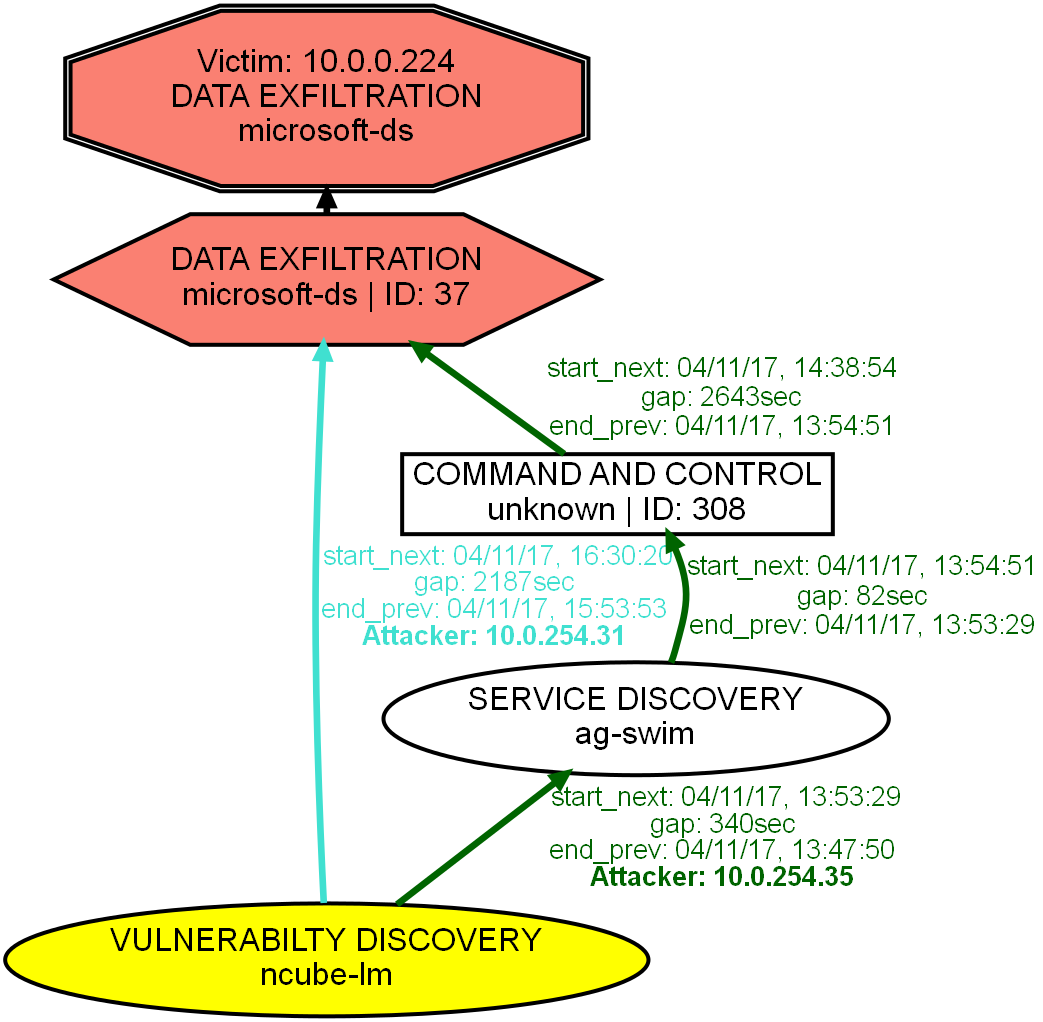 Victim: 10.0.0.224
DATA EXFILTRATION
microsoft-ds
DATA EXFILTRATION
microsoft-ds | ID: 37
start_next: 04/11/17, 14:38:54
gap: 2643sec
end_prev: 04/11/17, 13:54:51
COMMAND AND CONTROL
unknown | ID: 308
start_next: 04/11/17, 16:30:20
gap: 2187sec
end_prev: 04/11/17, 15:53:53
Attacker: 10.0.254.31
start_next: 04/11/17, 13:54:51
gap: 82sec
end_prev: 04/11/17, 13:53:29
SERVICE DISCOVERY
ag-swim
start_next: 04/11/17, 13:53:29
gap: 340sec
end_prev: 04/11/17, 13:47:50
Attacker: 10.0.254.35
VULNERABILTY DISCOVERY
ncube-lm